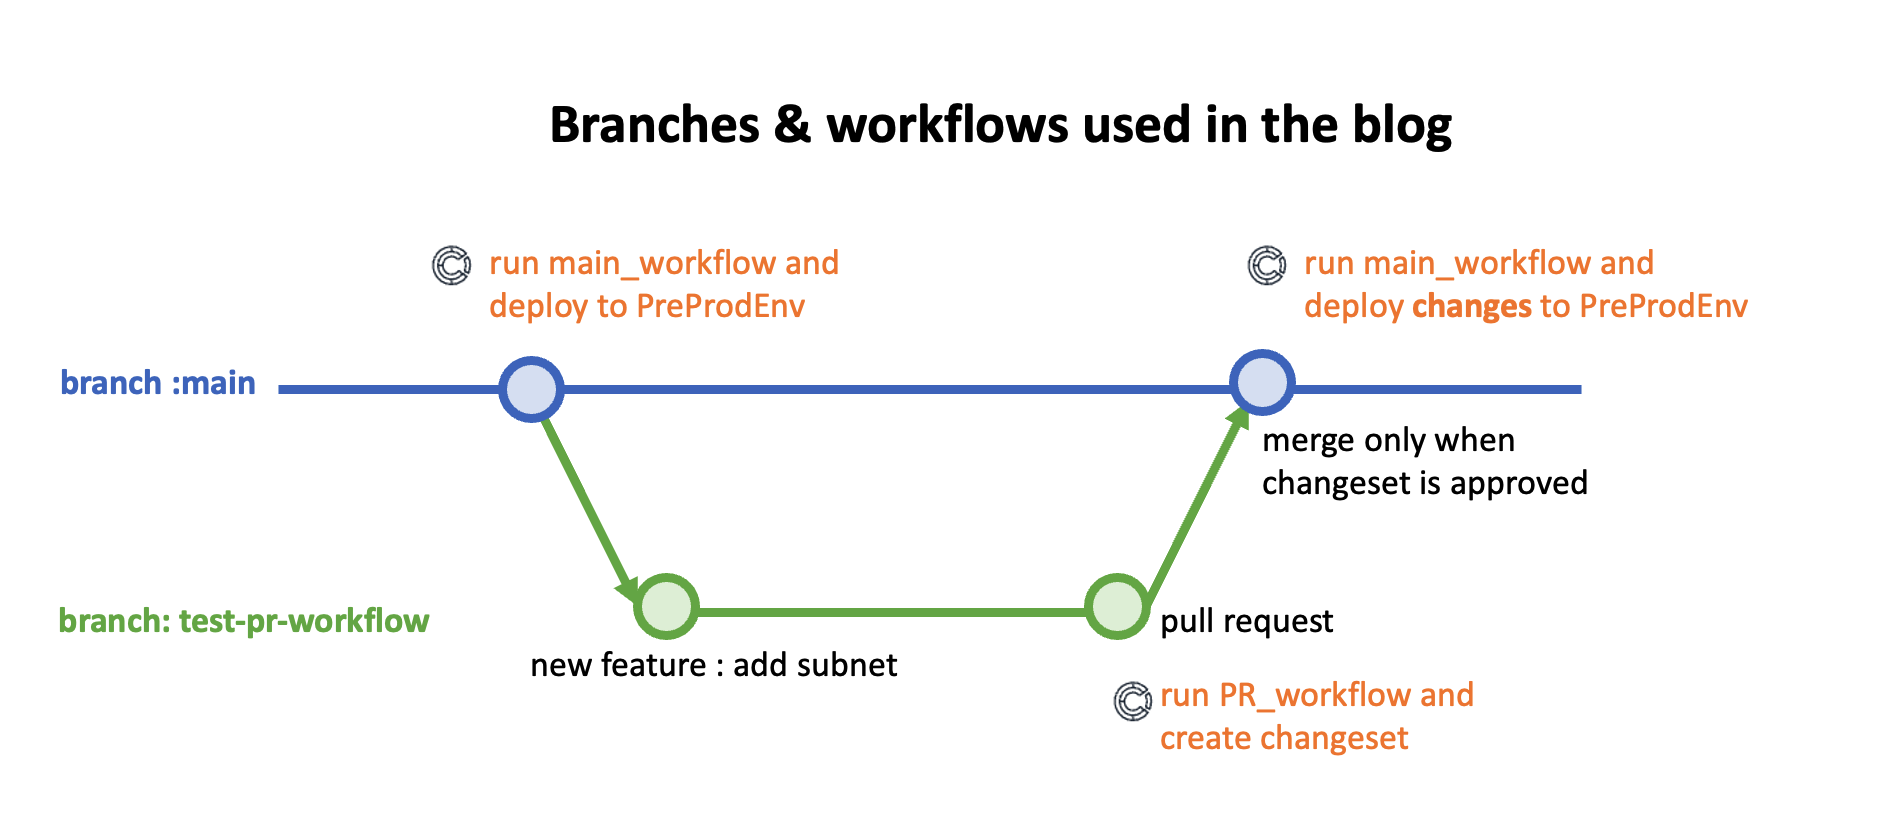 Branches & workflows used in the blog
run main_workflow and
deploy to PreProdEnv
run main_workflow and
deploy changes to PreProdEnv
branch :main
merge only when
changeset is approved
branch: test-pr-workflow
new feature : add subnet
pull request
run PR_workflow and
create changeset